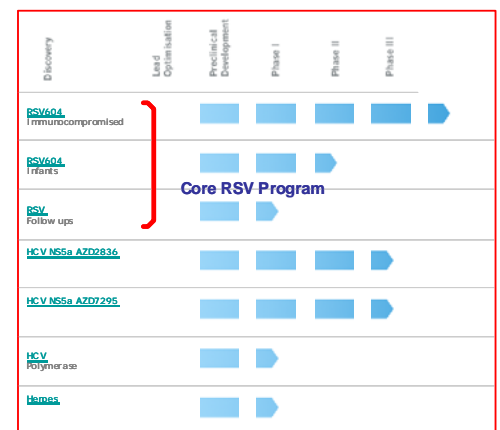 Discovery
Lead
Optimisation
Preclinical
Development
Phase I
Phase II
Phase III
RSV604
Immunocompromised
RSV604
Infants
Core RSV Program
RSV
Follow ups
HCV NS5a AZD2836
HCV NS5a AZD7295
HCV
Polymerase
Herpes